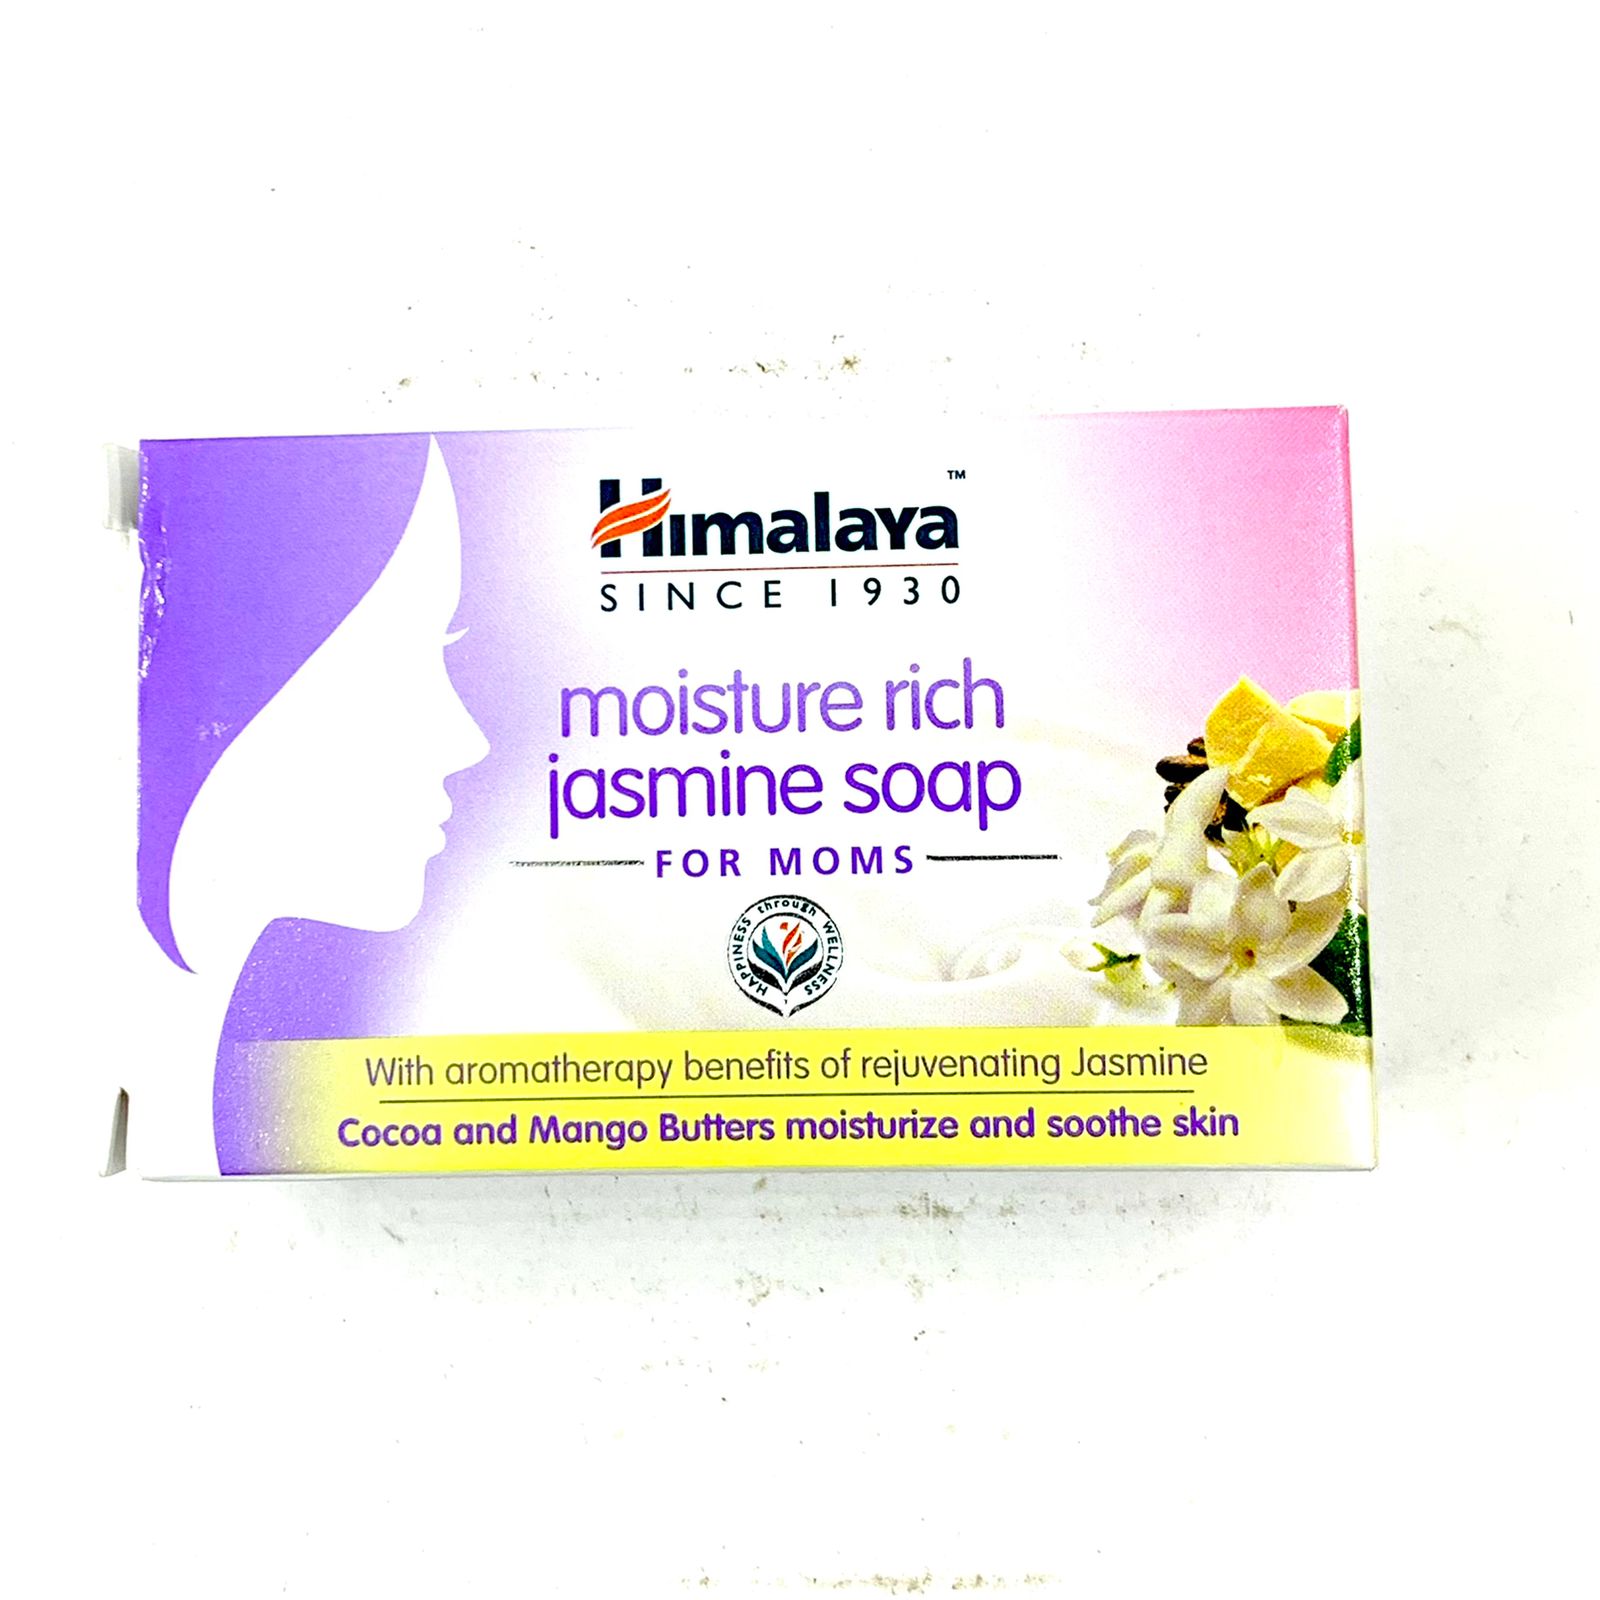 Himalaya™
SINCE 1930
moisture rich
jasmine soap
FOR MOMS
HAPPINESS through WELLNESS
With aromatherapy benefits of rejuvenating Jasmine
Cocoa and Mango Butters moisturize and soothe skin